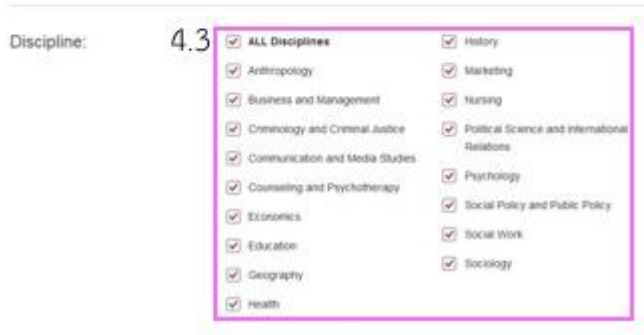 Discipline:
4.3
ALL Disciplines
Anthropology
Business and Management
Criminology and Criminal Justice
Communication and Media Studies
Counseling and Psychotherapy
Economics
Education
Geography
Health
History
Marketing
Nursing
Political Science and International
Relations
Psychology
Social Policy and Public Policy
Social Work
Sociology